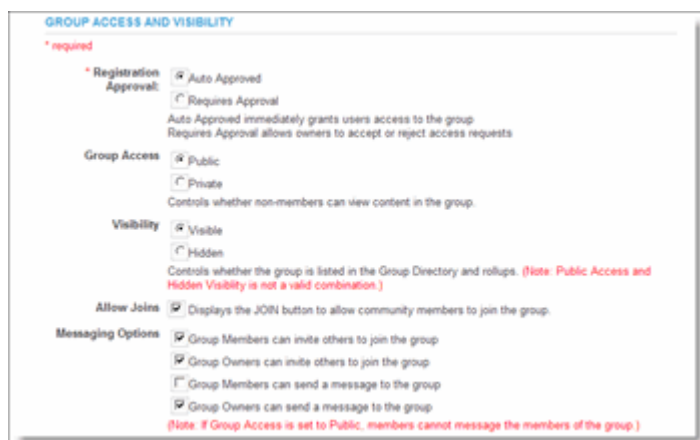 GROUP ACCESS AND VISIBILITY
* required
* Registration Approval:
Auto Approved
Requires Approval
Auto Approved immediately grants users access to the group
Requires Approval allows owners to accept or reject access requests
Group Access
Public
Private
Controls whether non-members can view content in the group.
Visibility
Visible
Hidden
Controls whether the group is listed in the Group Directory and rollups. (Note: Public Access and
Hidden Visiblity is not a valid combination.)
Allow Joins
Displays the JOIN button to allow community members to join the group.
Messaging Options
Group Members can invite others to join the group
Group Owners can invite others to join the group
Group Members can send a message to the group
Group Owners can send a message to the group
(Note: If Group Access is set to Public, members cannot message the members of the group.)